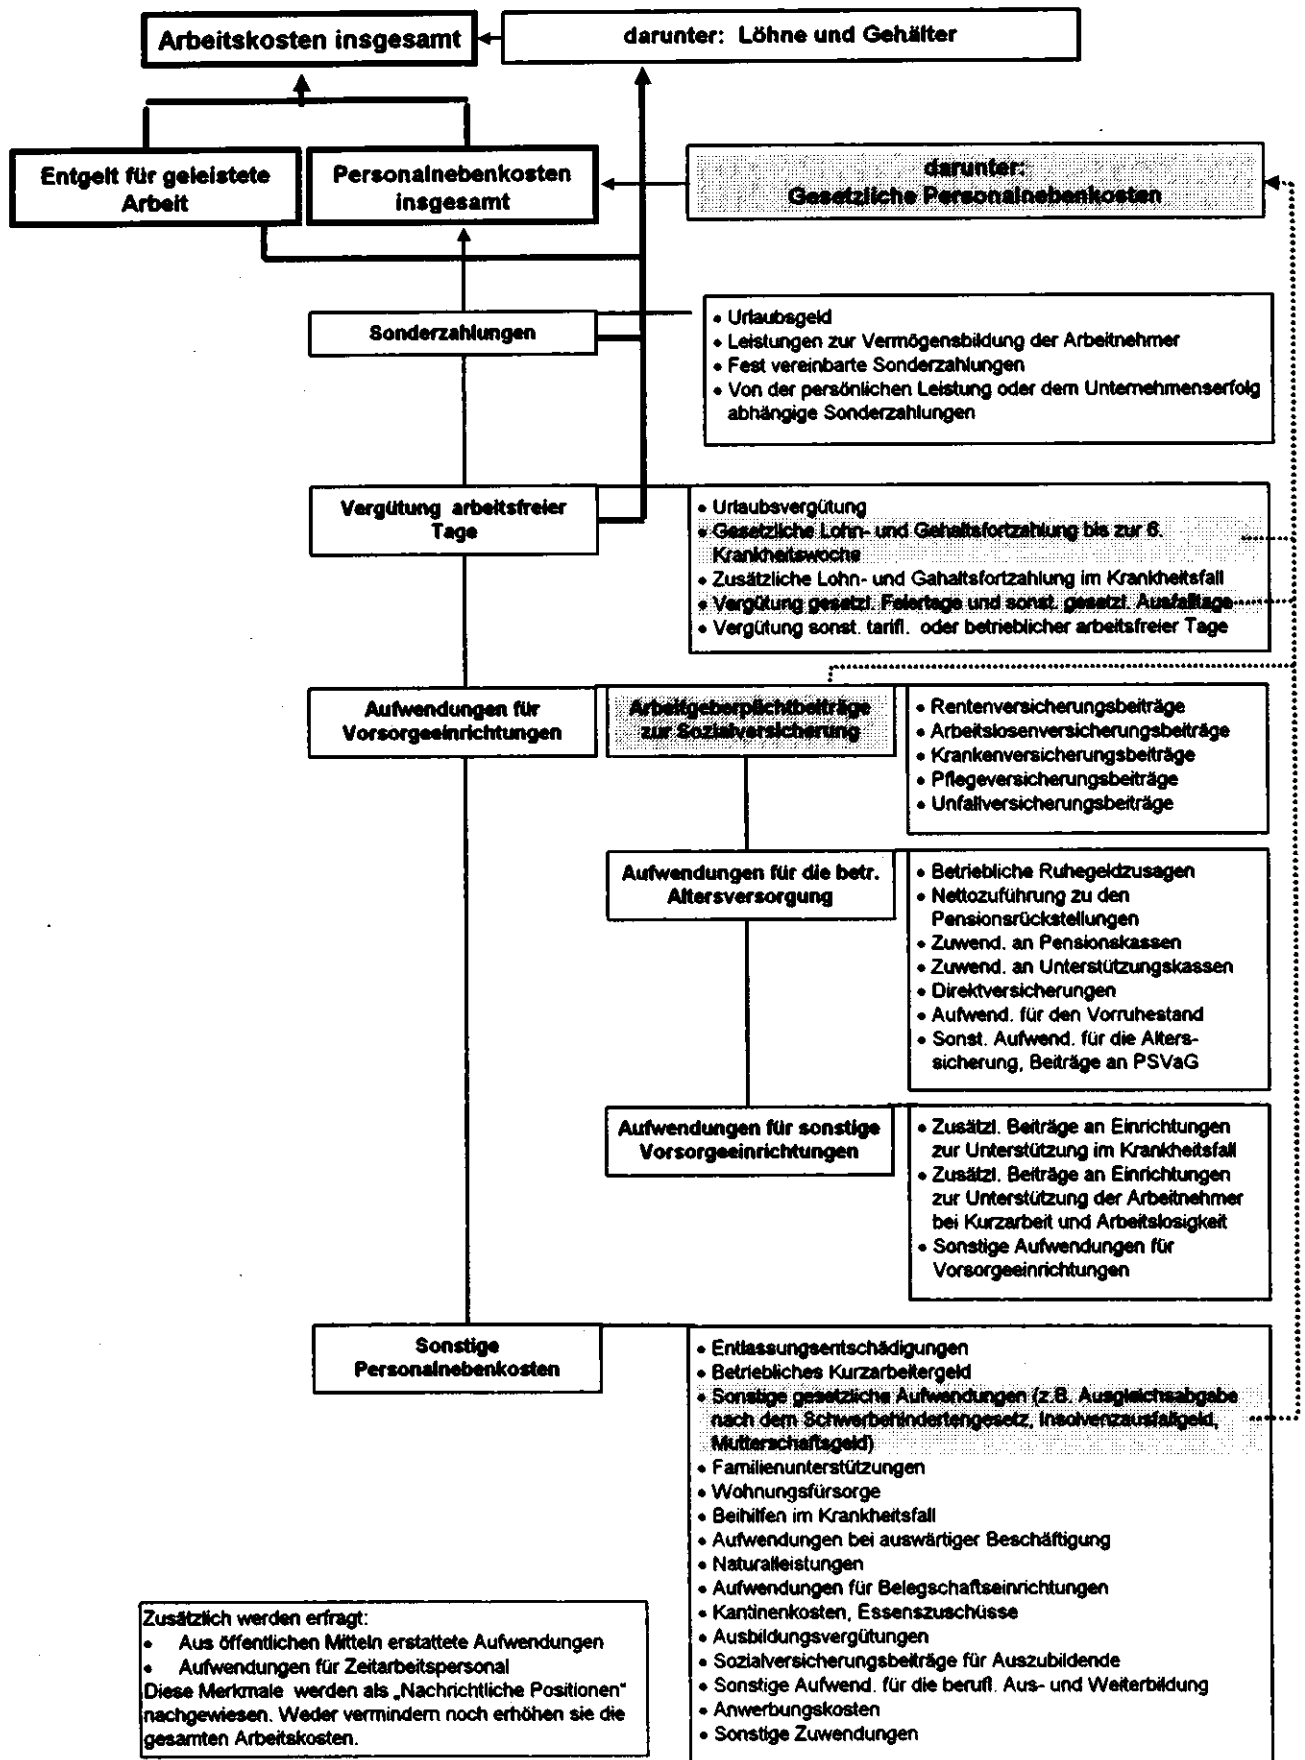 Arbeitskosten insgesamt
darunter: Löhne und Gehälter
Entgelt für geleistete
Arbeit
Personalnebenkosten
insgesamt
darunter:
Gesetzliche Personalnebenkosten
Sonderzahlungen
• Urlaubsgeld
• Leistungen zur Vermögensbildung der Arbeitnehmer
• Fest vereinbarte Sonderzahlungen
• Von der persönlichen Leistung oder dem Unternehmenserfolg
abhängige Sonderzahlungen
Vergütung arbeitsfreier
Tage
• Urlaubsvergütung
• Gesetzliche Lohn- und Gehaltsfortzahlung bis zur 6.
Krankheitswoche
• Zusätzliche Lohn- und Gahaltsfortzahlung im Krankheitsfall
• Vergütung gesetzl. Feiertage und sonst. gesetzl. Ausfalltage
• Vergütung sonst. tarifl. oder betrieblicher arbeitsfreier Tage
Aufwendungen für
Vorsorgeeinrichtungen
Arbeitgeberpflichtbeiträge
zur Sozialversicherung
• Rentenversicherungsbeiträge
• Arbeitslosenversicherungsbeiträge
• Krankenversicherungsbeiträge
• Pflegeversicherungsbeiträge
• Unfallversicherungsbeiträge
Aufwendungen für die betr.
Altersversorgung
• Betriebliche Ruhegeldzusagen
• Nettozuführung zu den
Pensionsrückstellungen
• Zuwend. an Pensionskassen
• Zuwend. an Unterstützungskassen
• Direktversicherungen
• Aufwend. für den Vorruhestand
• Sonst. Aufwend. für die Alters-
sicherung, Beiträge an PSVaG
Aufwendungen für sonstige
Vorsorgeeinrichtungen
• Zusätzl. Beiträge an Einrichtungen
zur Unterstützung im Krankheitsfall
• Zusätzl. Beiträge an Einrichtungen
zur Unterstützung der Arbeitnehmer
bei Kurzarbeit und Arbeitslosigkeit
• Sonstige Aufwendungen für
Vorsorgeeinrichtungen
Sonstige
Personalnebenkosten
• Entlassungsentschädigungen
• Betriebliches Kurzarbeitergeld
• Sonstige gesetzliche Aufwendungen (z.B. Ausgleichsabgabe
nach dem Schwerbehindertengesetz, Insolvenzausfallgeld,
Mutterschaftsgeld)
• Familienunterstützungen
• Wohnungsfürsorge
• Beihilfen im Krankheitsfall
• Aufwendungen bei auswärtiger Beschäftigung
• Naturalleistungen
• Aufwendungen für Belegschaftseinrichtungen
• Kantinenkosten, Essenszuschüsse
• Ausbildungsvergütungen
• Sozialversicherungsbeiträge für Auszubildende
• Sonstige Aufwend. für die berufl. Aus- und Weiterbildung
• Anwerbungskosten
• Sonstige Zuwendungen
Zusätzlich werden erfragt:
• Aus öffentlichen Mitteln erstattete Aufwendungen
• Aufwendungen für Zeitarbeitspersonal
Diese Merkmale werden als „Nachrichtliche Positionen"
nachgewiesen. Weder vermindern noch erhöhen sie die
gesamten Arbeitskosten.